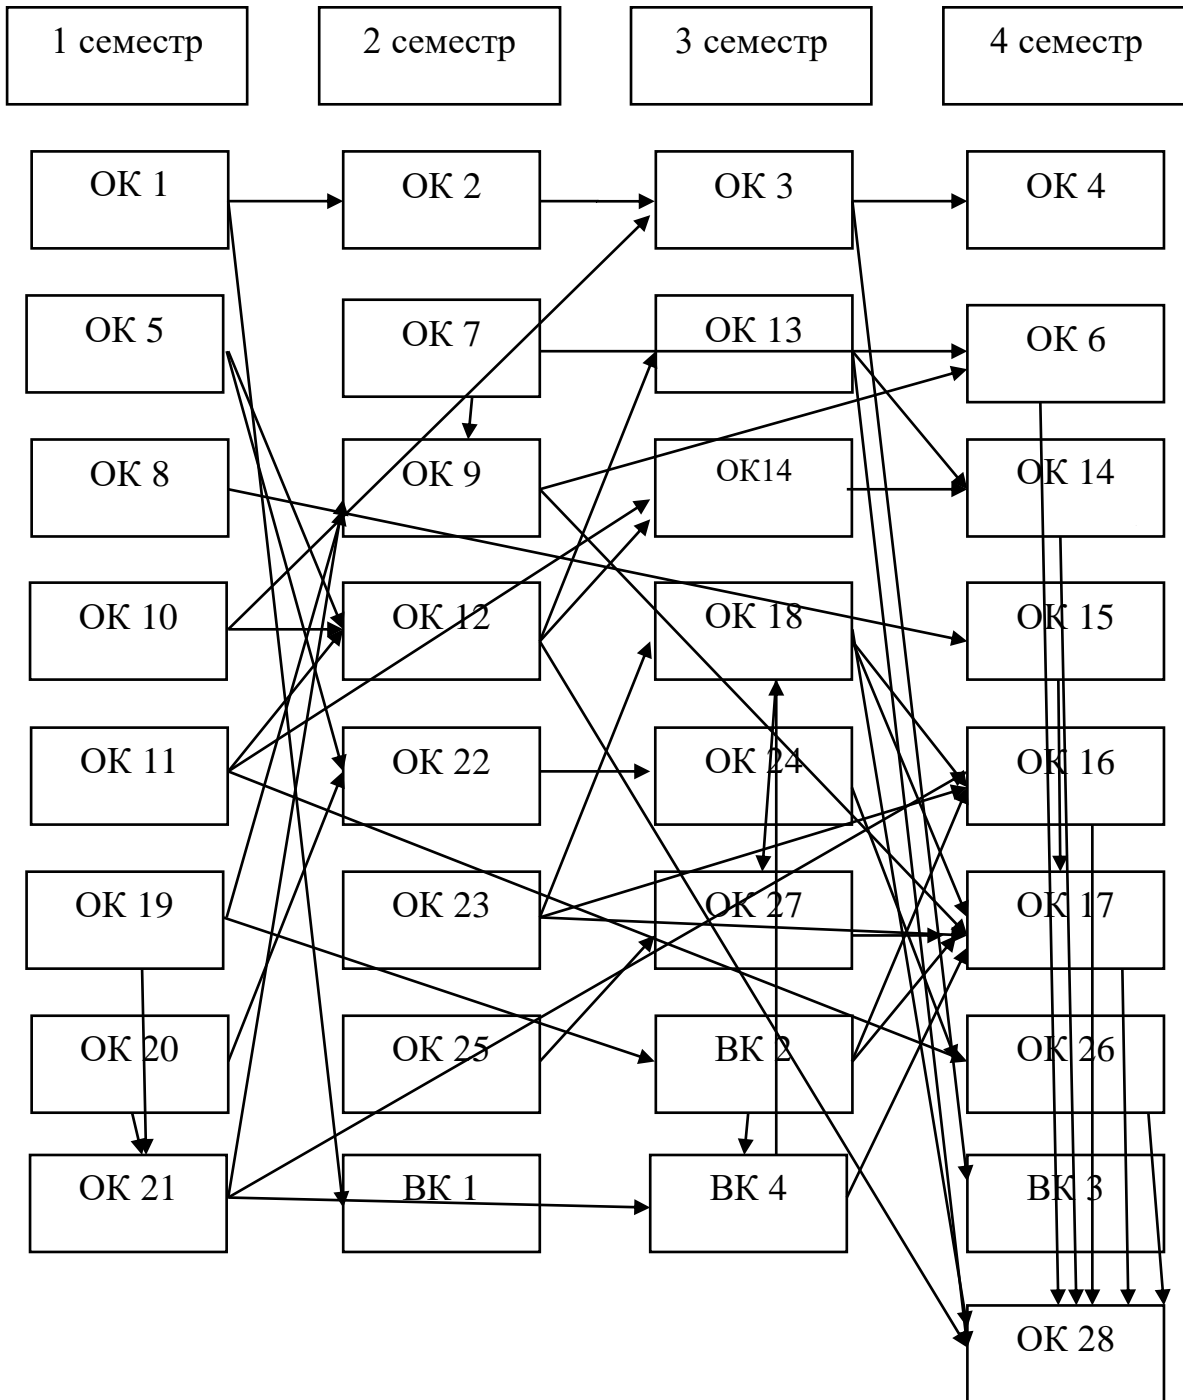 1 семестр
2 семестр
3 семестр
4 семестр
ОК 1
ОК 2
ОК 3
ОК 4
ОК 5
ОК 7
ОК 13
ОК 6
ОК 8
ОК 9
ОК14
ОК 14
ОК 10
ОК 12
ОК 18
ОК 15
ОК 11
ОК 22
ОК 24
ОК 16
ОК 19
ОК 23
ОК 27
ОК 17
ОК 20
ОК 25
ВК 2
ОК 26
ОК 21
ВК 1
ВК 4
ВК 3
ОК 28